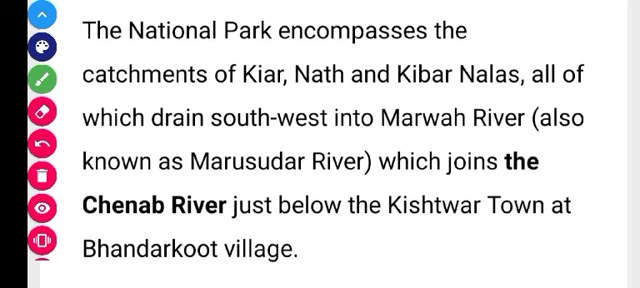 The National Park encompasses the
catchments of Kiar, Nath and Kibar Nalas, all of
which drain south-west into Marwah River (also
known as Marusudar River) which joins the
Chenab River just below the Kishtwar Town at
Bhandarkoot village.